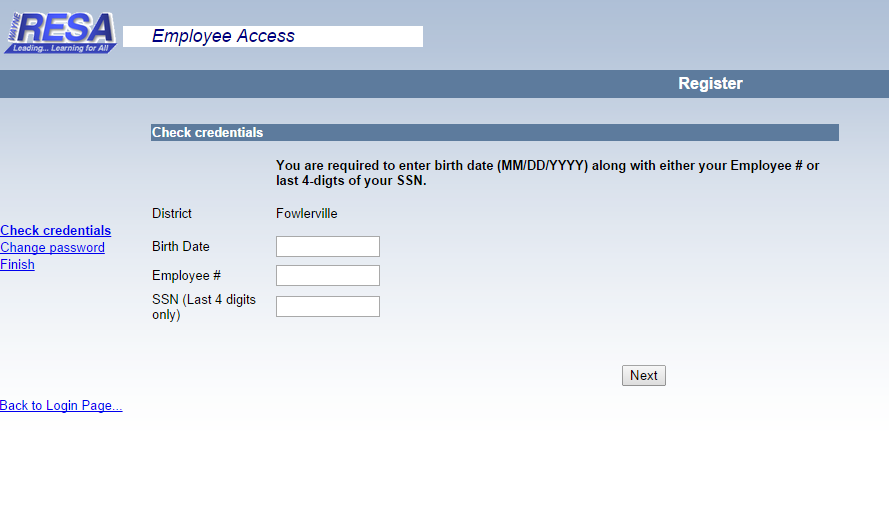 WAYNE
RESA
Leading... Learning for All
Employee Access
Register
Check credentials
You are required to enter birth date (MM/DD/YYYY) along with either your Employee # or
last 4-digts of your SSN.
District
Fowlerville
Check credentials
Change password
Finish
Birth Date
Employee #
SSN (Last 4 digits
only)
Next
Back to Login Page...